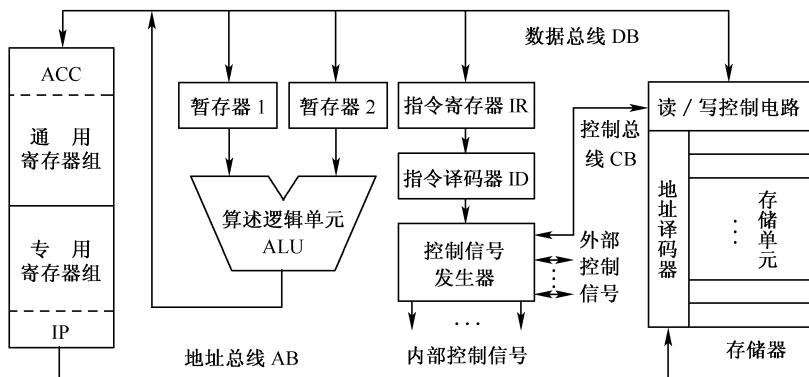 数据总线 DB
ACC
通 用
寄存器组
专 用
寄存器组
IP
暂存器 1
暂存器 2
算述逻辑单元
ALU
指令寄存器 IR
指令译码器 ID
控制信号
发生器
控制总
线 CB
外部
控制
信号
读／写控制电路
地址译码器
存储单元
存储器
地址总线 AB
内部控制信号